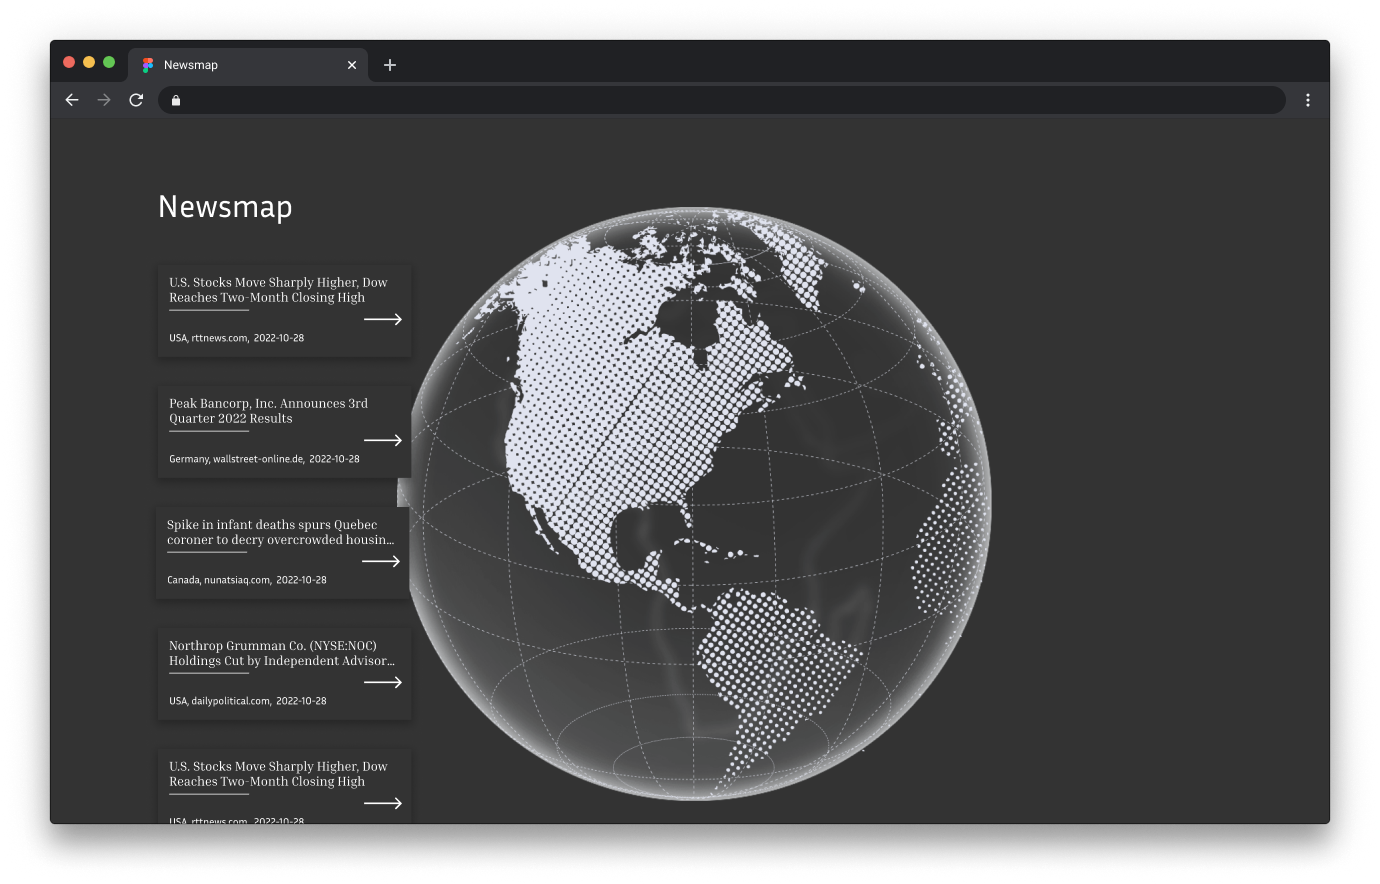 Newsmap
Newsmap
U.S. Stocks Move Sharply Higher, Dow
Reaches Two-Month Closing High
USA, rttnews.com, 2022-10-28
Peak Bancorp, Inc. Announces 3rd
Quarter 2022 Results
Germany, wallstreet-online.de, 2022-10-28
Spike in infant deaths spurs Quebec
coroner to decry overcrowded housin...
Canada, nunatsiaq.com, 2022-10-28
Northrop Grumman Co. (NYSE:NOC)
Holdings Cut by Independent Advisor...
USA, dailypolitical.com, 2022-10-28
U.S. Stocks Move Sharply Higher, Dow
Reaches Two-Month Closing High
USA, rttnews.com, 2022-10-28